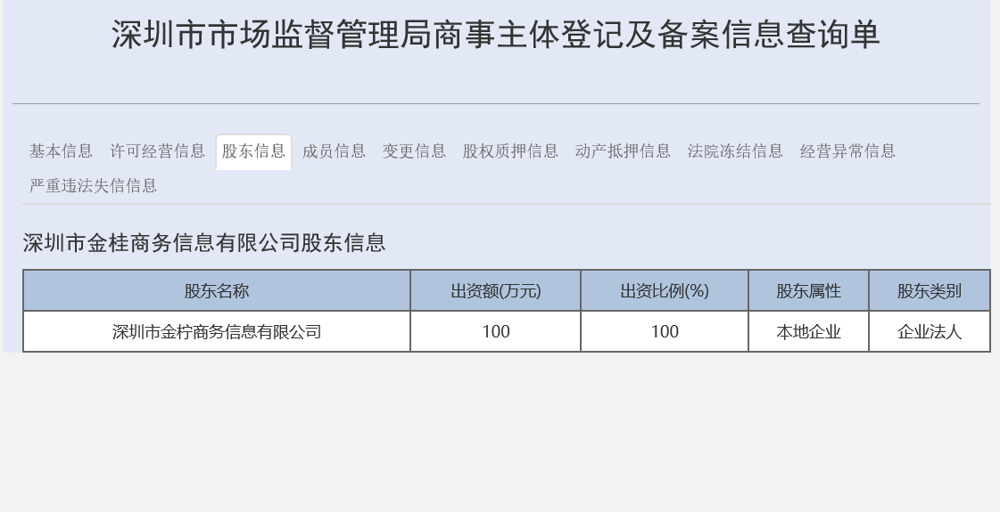 深圳市市场监督管理局商事主体登记及备案信息查询单
基本信息 许可经营信息 股东信息 成员信息 变更信息 股权质押信息 动产抵押信息 法院冻结信息 经营异常信息
严重违法失信信息
深圳市金桂商务信息有限公司股东信息
股东名称 出资额(万元) 出资比例(%) 股东属性 股东类别
深圳市金柠商务信息有限公司 100 100 本地企业 企业法人